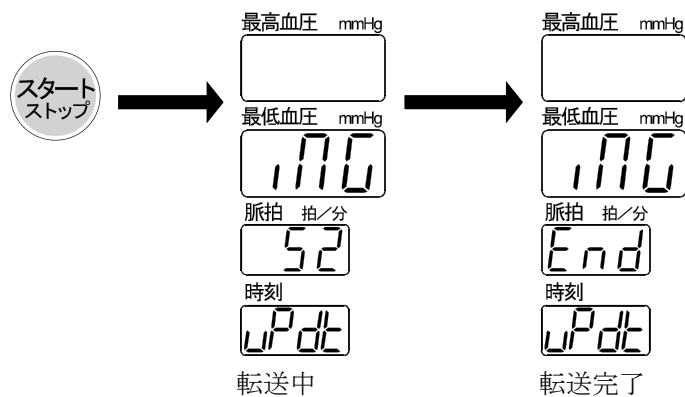 スタート
ストップ
最高血圧 mmHg
最低血圧 mmHg
ıПG
脈拍 拍／分
52
時刻
uPdt
転送中
最高血圧 mmHg
最低血圧 mmHg
ıПG
脈拍 拍／分
End
時刻
uPdt
転送完了